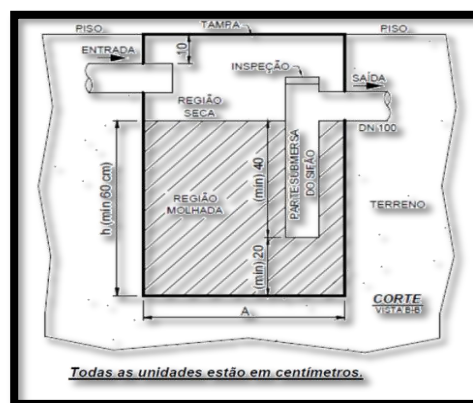 PISO
TAMPA
PISO
ENTRADA
10
INSPEÇÃO
SAÍDA
REGIÃO
SECA
DN 100
h (min 60 cm)
REGIÃO
MOLHADA
(min) 40
PARTE SUBMERSA
DO SIFÃO
TERRENO
(min) 20
A
CORTE
VISTA B-B
Todas as unidades estão em centímetros.